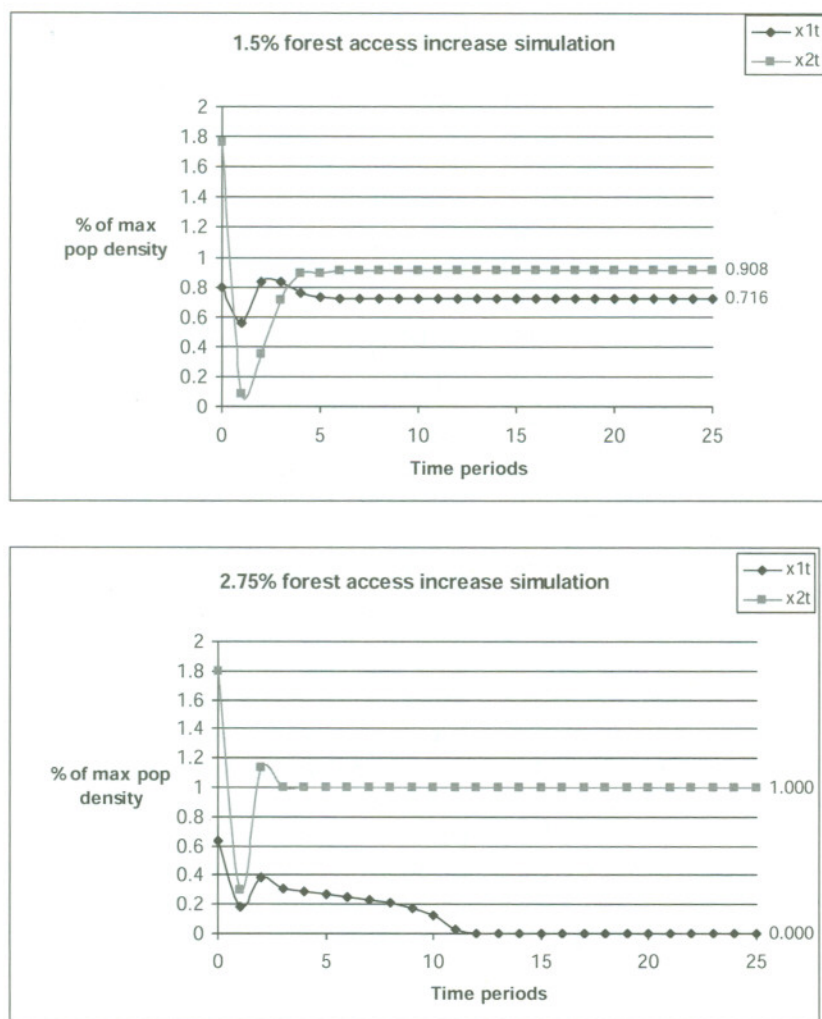 1.5% forest access increase simulation
x1t
x2t
% of max
pop density
2
1.8
1.6
1.4
1.2
1
0.8
0.6
0.4
0.2
0
0.908
0.716
0 5 10 15 20 25
Time periods
2.75% forest access increase simulation
x1t
x2t
% of max pop
density
2
1.8
1.6
1.4
1.2
1
0.8
0.6
0.4
0.2
0
1.000
0.000
0 5 10 15 20 25
Time periods